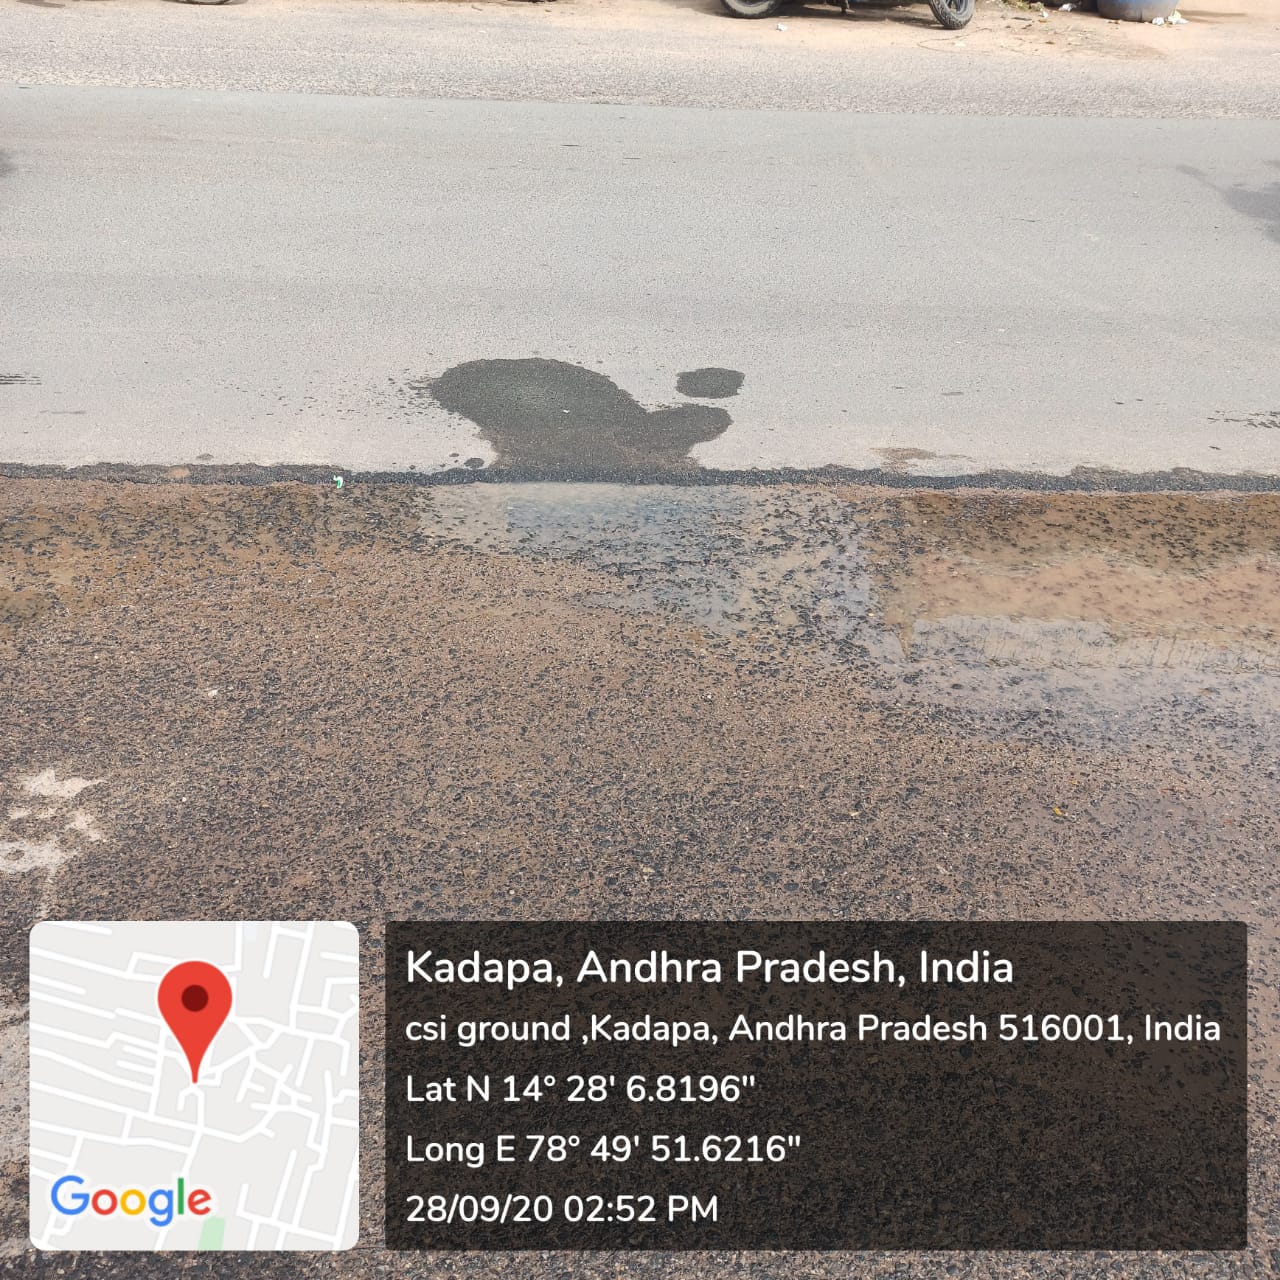 Kadapa, Andhra Pradesh, India
csi ground ,Kadapa, Andhra Pradesh 516001, India
Lat N 14° 28' 6.8196"
Long E 78° 49' 51.6216"
28/09/20 02:52 PM
Google